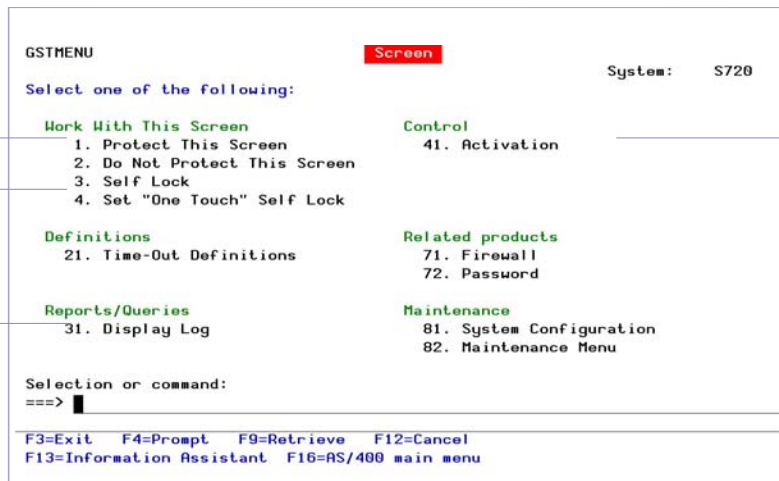 GSTMENU Screen
System: S720
Select one of the following:
Work With This Screen Control
1. Protect This Screen 41. Activation
2. Do Not Protect This Screen
3. Self Lock
4. Set "One Touch" Self Lock
Definitions Related products
21. Time-Out Definitions 71. Firewall
72. Password
Reports/Queries Maintenance
31. Display Log 81. System Configuration
82. Maintenance Menu
Selection or command:
===>
F3=Exit F4=Prompt F9=Retrieve F12=Cancel
F13=Information Assistant F16=AS/400 main menu